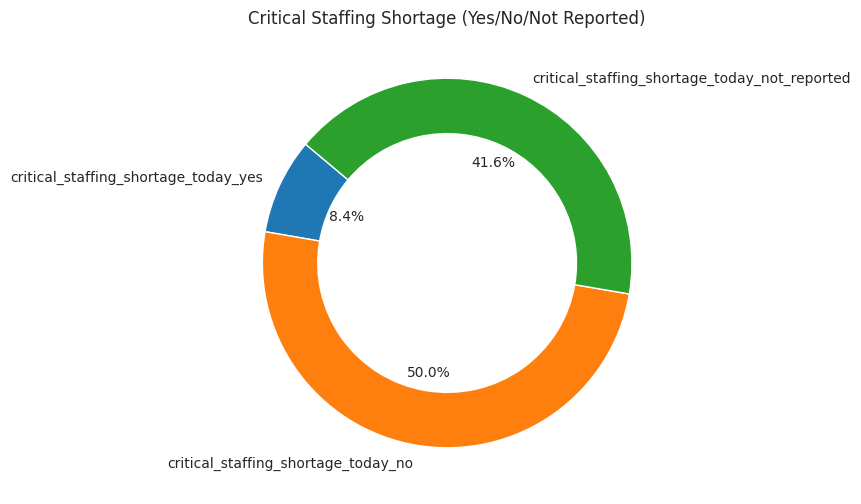 Critical Staffing Shortage (Yes/No/Not Reported)
critical_staffing_shortage_today_not_reported
41.6%
critical_staffing_shortage_today_yes
8.4%
50.0%
critical_staffing_shortage_today_no